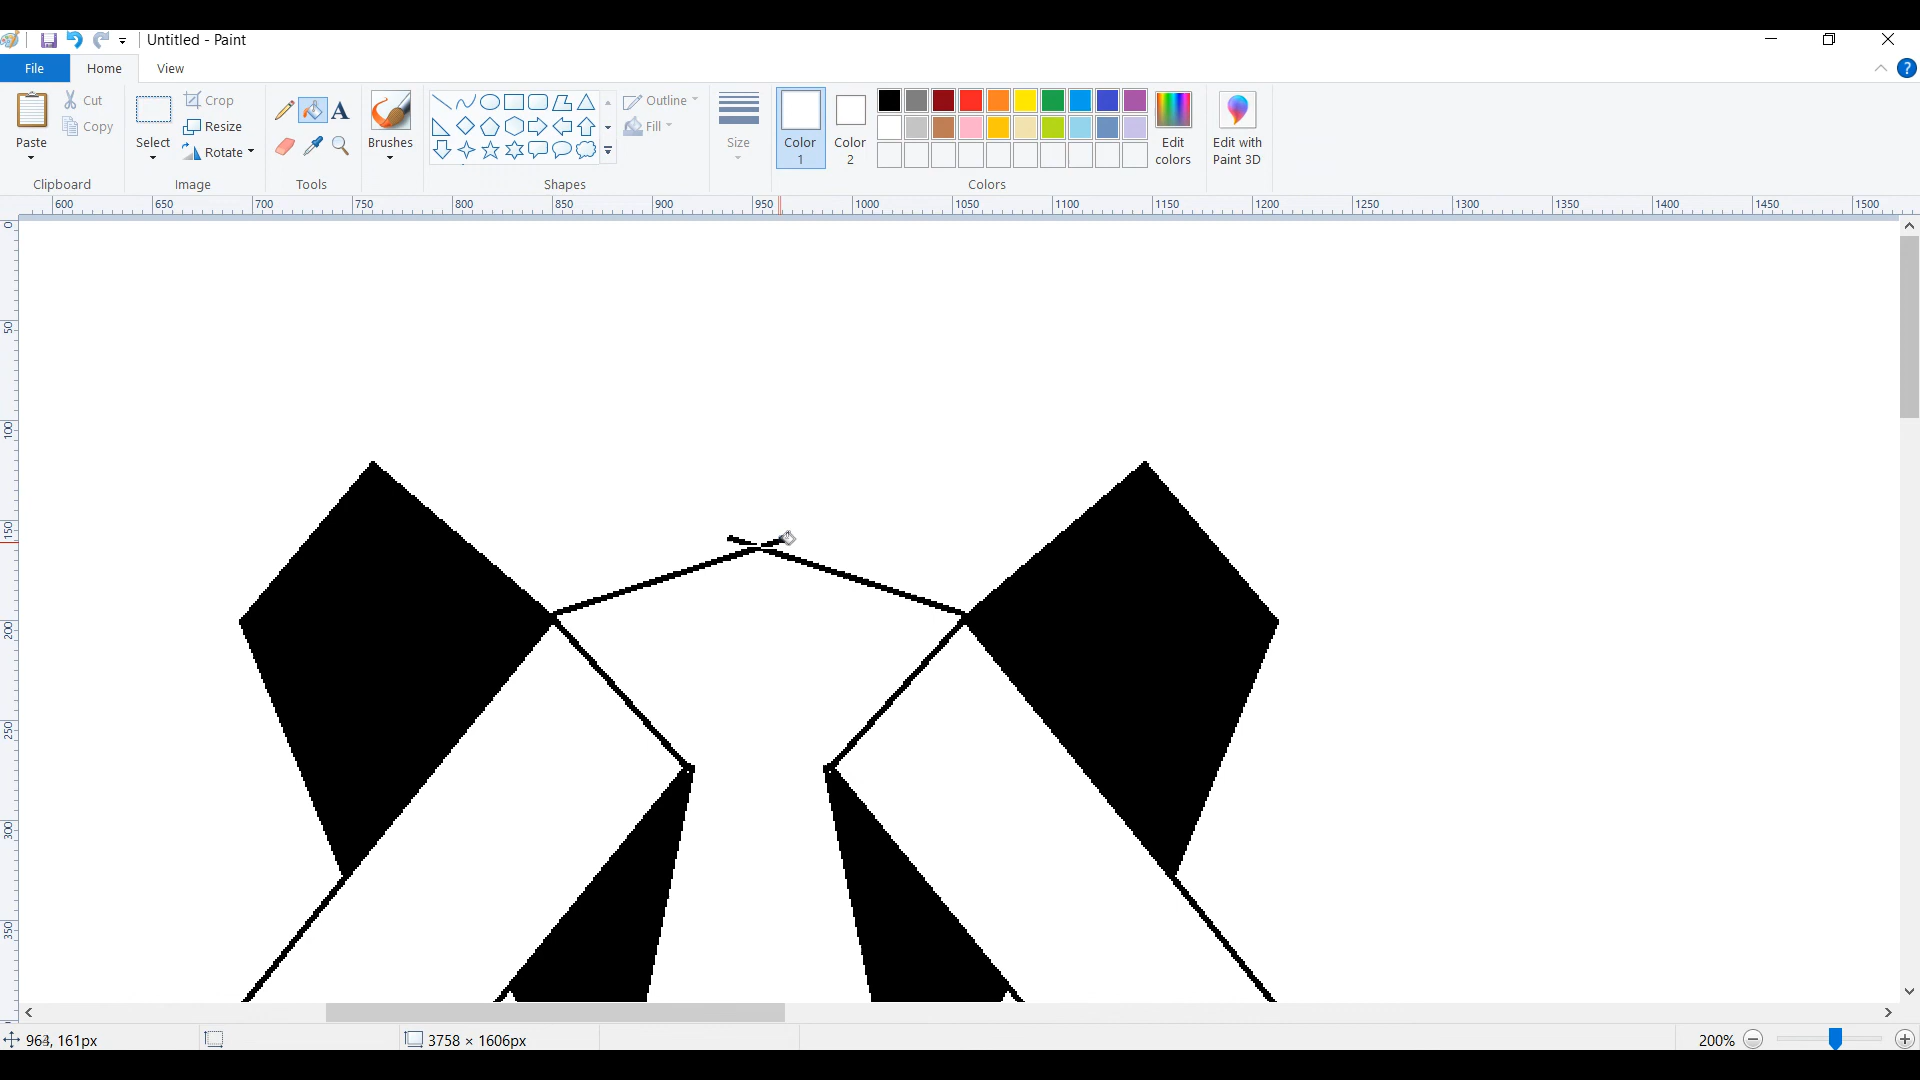 Untitled - Paint
File Home View
Paste Cut Copy Select Crop Resize Rotate Brushes Outline Fill Size Color 1 Color 2 Edit colors Edit with Paint 3D
Clipboard Image Tools Shapes Colors
600 650 700 750 800 850 900 950 1000 1050 1100 1150 1200 1250 1300 1350 1400 1450 1500
0
50
100
150
200
250
300
350
3758 × 1606px 200%